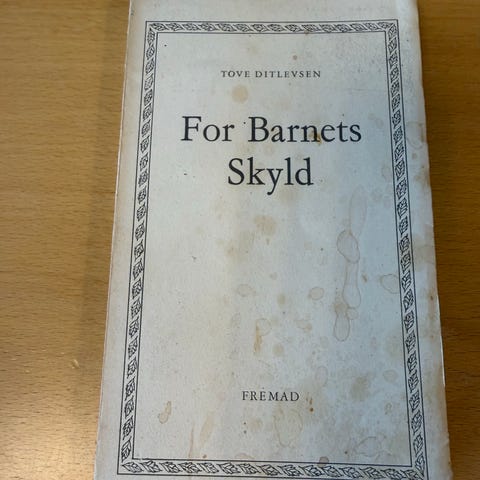 TOVE DITLEVSEN
For Barnets
Skyld
FREMAD